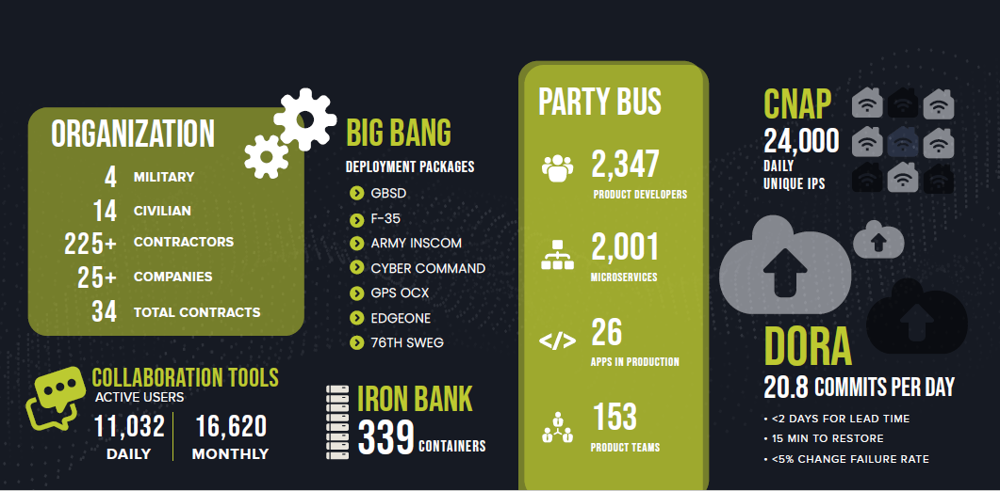 ORGANIZATION
4 MILITARY
14 CIVILIAN
225+ CONTRACTORS
25+ COMPANIES
34 TOTAL CONTRACTS
COLLABORATION TOOLS
ACTIVE USERS
11,032 16,620
DAILY MONTHLY
BIG BANG
DEPLOYMENT PACKAGES
GBSD
F-35
ARMY INSCOM
CYBER COMMAND
GPS OCX
EDGEONE
76TH SWEG
IRON BANK
339 CONTAINERS
PARTY BUS
2,347
PRODUCT DEVELOPERS
2,001
MICROSERVICES
</>
26
APPS IN PRODUCTION
153
PRODUCT TEAMS
CNAP
24,000
DAILY
UNIQUE IPS
DORA
20.8 COMMITS PER DAY
• <2 DAYS FOR LEAD TIME
• 15 MIN TO RESTORE
• <5% CHANGE FAILURE RATE